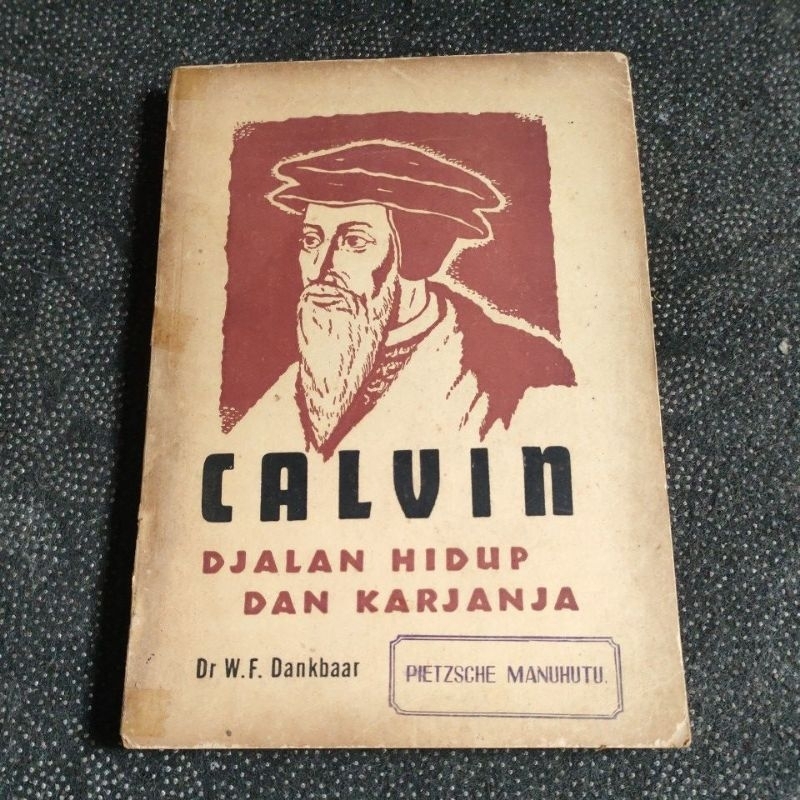 CALVIN
DJALAN HIDUP
DAN KARJANJA
Dr W.F. Dankbaar
PIETZSCHE MANUHUTU.